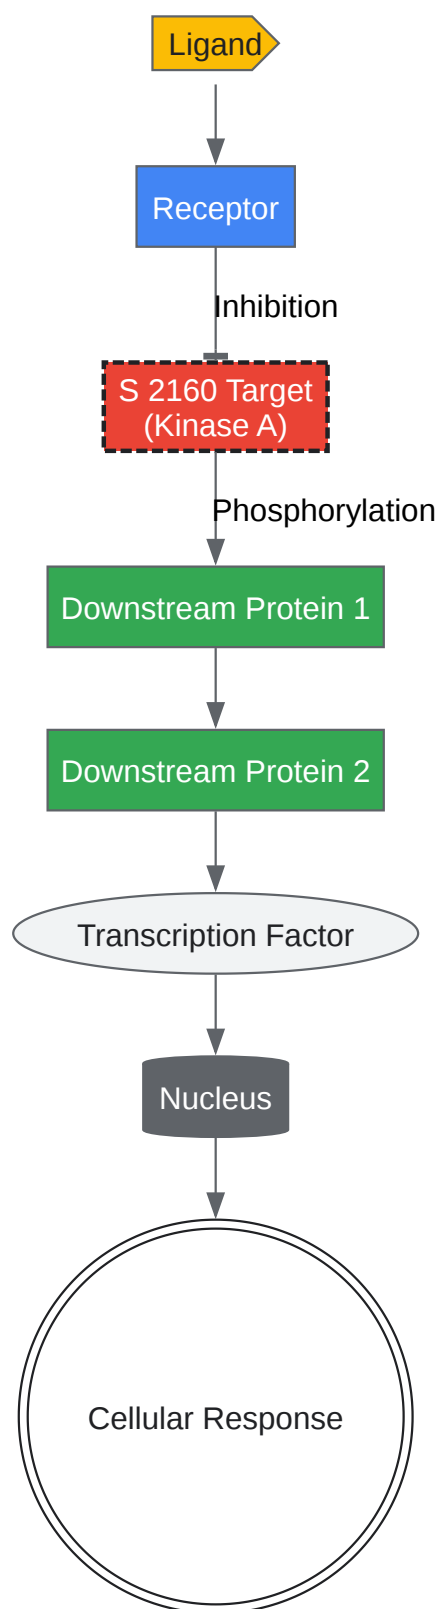 Ligand
Receptor
Inhibition
S 2160 Target
(Kinase A)
Phosphorylation
Downstream Protein 1
Downstream Protein 2
Transcription Factor
Nucleus
Cellular Response